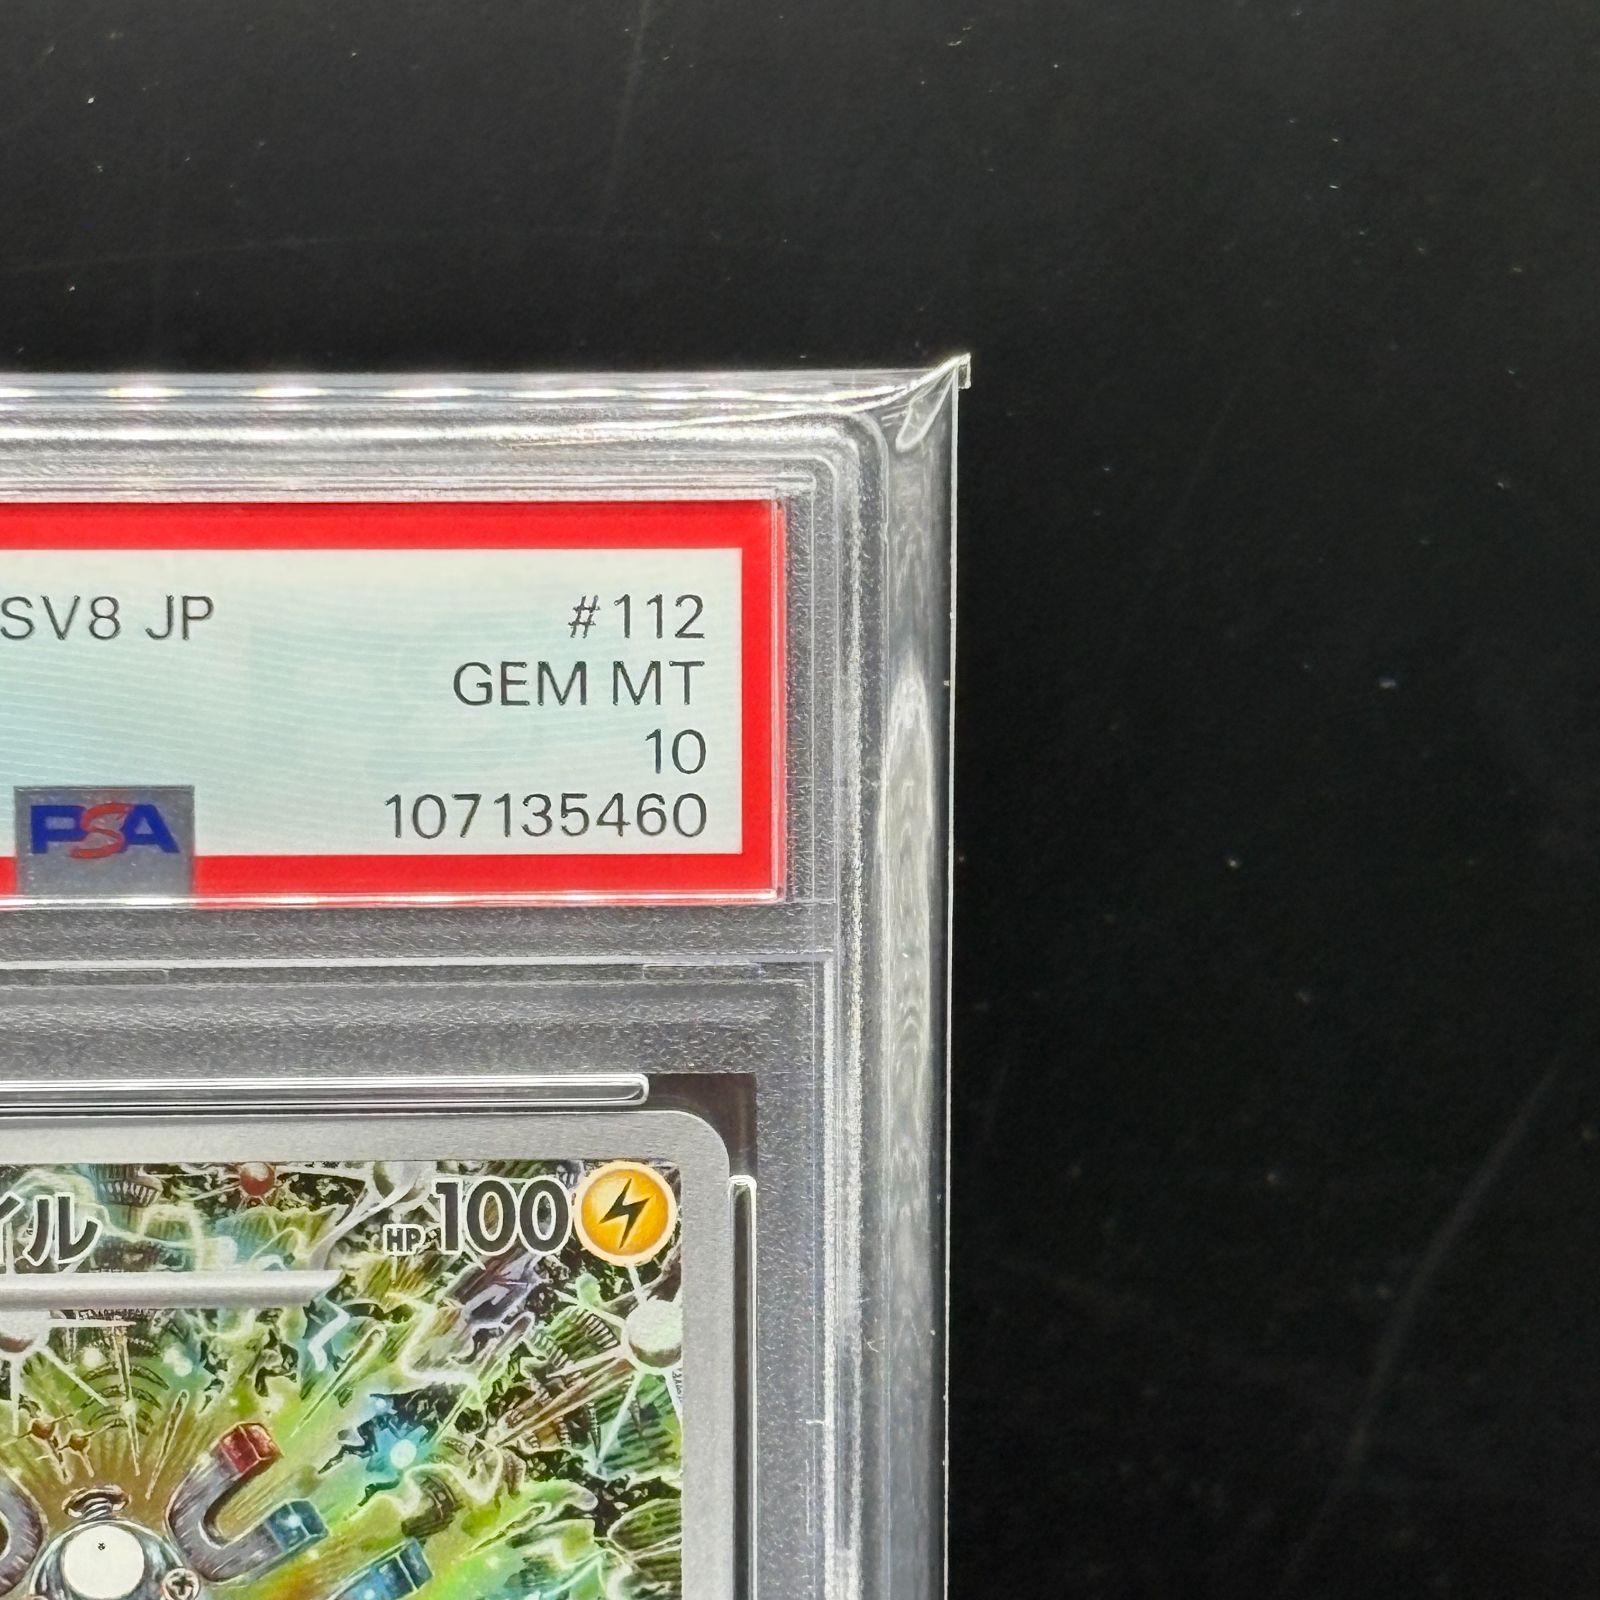 SV8 JP #112
GEM MT
10
PSA 107135460
イル HP 100